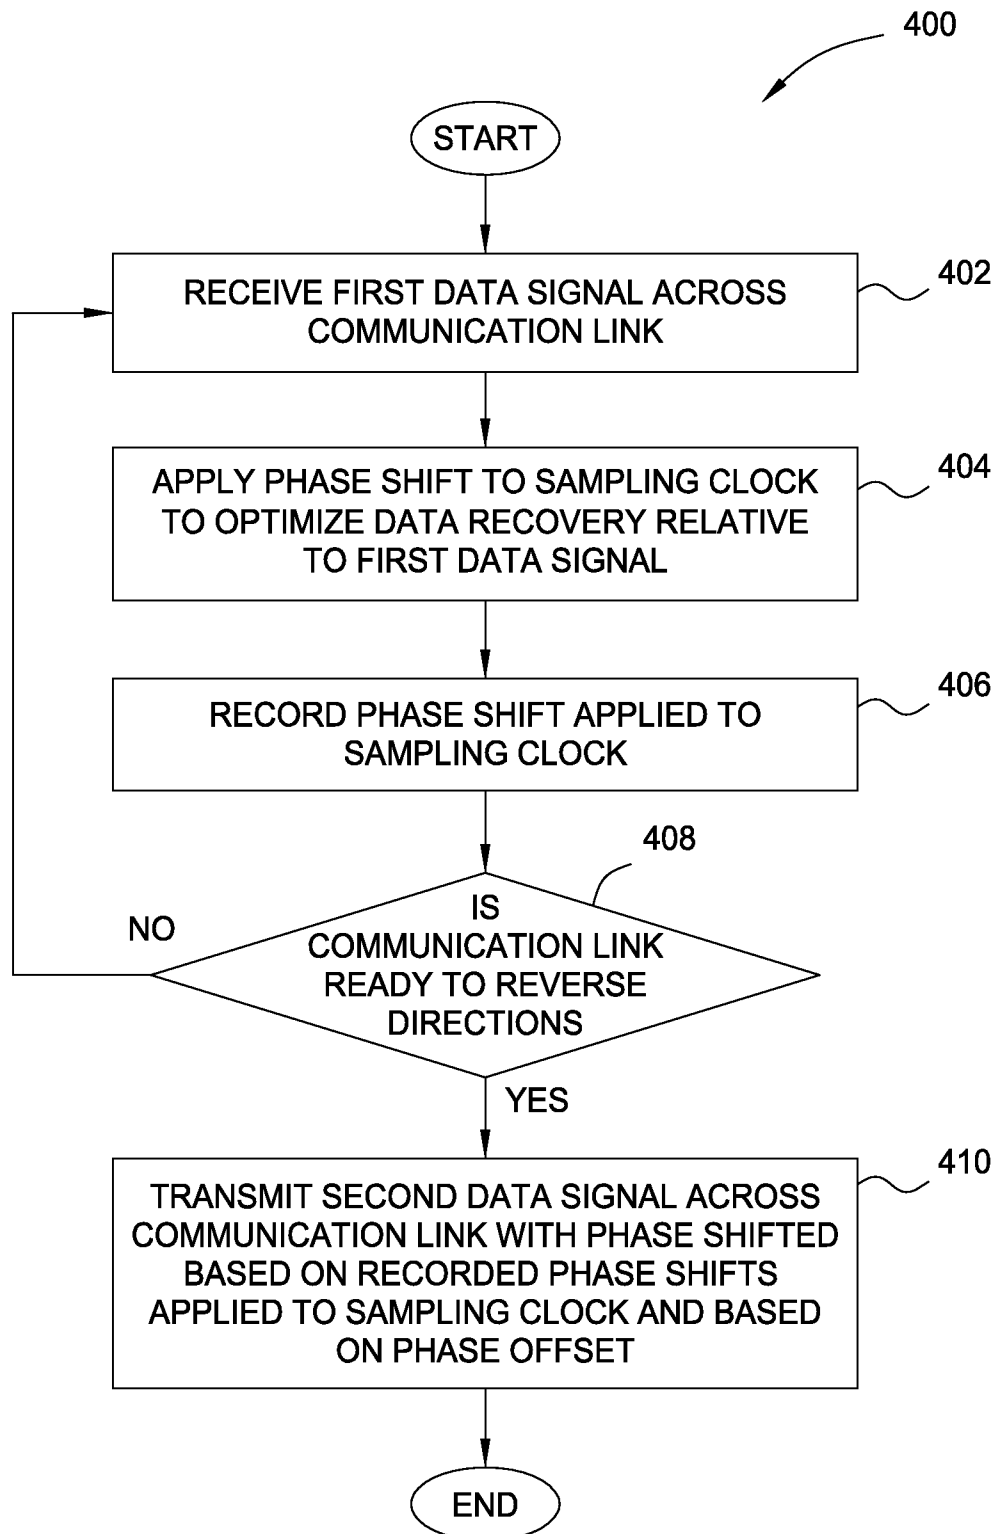 400
START
RECEIVE FIRST DATA SIGNAL ACROSS
COMMUNICATION LINK
402
APPLY PHASE SHIFT TO SAMPLING CLOCK
TO OPTIMIZE DATA RECOVERY RELATIVE
TO FIRST DATA SIGNAL
404
RECORD PHASE SHIFT APPLIED TO
SAMPLING CLOCK
406
408
IS
COMMUNICATION LINK
READY TO REVERSE
DIRECTIONS
NO
YES
TRANSMIT SECOND DATA SIGNAL ACROSS
COMMUNICATION LINK WITH PHASE SHIFTED
BASED ON RECORDED PHASE SHIFTS
APPLIED TO SAMPLING CLOCK AND BASED
ON PHASE OFFSET
410
END